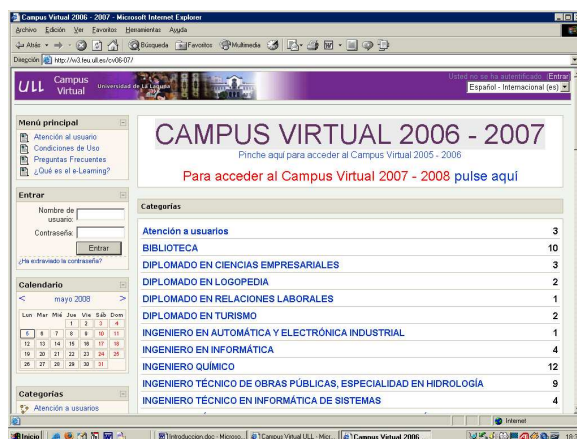 Campus Virtual 2006 - 2007 - Microsoft Internet Explorer
Archivo Edición Ver Favoritos Herramientas Ayuda
Atrás Búsqueda Favoritos Multimedia
Dirección http://w3.feu.ull.es/cv06-07/
ULL Campus Virtual Universidad de La Laguna
Usted no se ha autentificado (Entrar
Español - Internacional (es)
Menú principal
Atención al usuario
Condiciones de Uso
Preguntas Frecuentes
¿Qué es el e-Learning?
Entrar
Nombre de
usuario:
Contraseña:
Entrar
¿Ha extraviado la contraseña?
Calendario
< mayo 2008 >
Lun Mar Mié Jue Vie Sáb Dom
1 2 3 4
5 6 7 8 9 10 11
12 13 14 15 16 17 18
19 20 21 22 23 24 25
26 27 28 29 30 31
Categorías
Atención a usuarios
CAMPUS VIRTUAL 2006 - 2007
Pinche aquí para acceder al Campus Virtual 2005 - 2006
Para acceder al Campus Virtual 2007 - 2008 pulse aquí
Categorías
Atención a usuarios 3
BIBLIOTECA 10
DIPLOMADO EN CIENCIAS EMPRESARIALES 3
DIPLOMADO EN LOGOPEDIA 2
DIPLOMADO EN RELACIONES LABORALES 1
DIPLOMADO EN TURISMO 2
INGENIERO EN AUTOMÁTICA Y ELECTRÓNICA INDUSTRIAL 1
INGENIERO EN INFORMÁTICA 4
INGENIERO QUÍMICO 12
INGENIERO TÉCNICO DE OBRAS PÚBLICAS, ESPECIALIDAD EN HIDROLOGÍA 9
INGENIERO TÉCNICO EN INFORMÁTICA DE SISTEMAS 4
Internet
Inicio Introduccion.doc - Microso... Campus Virtual ULL - Micr... Campus Virtual 2006